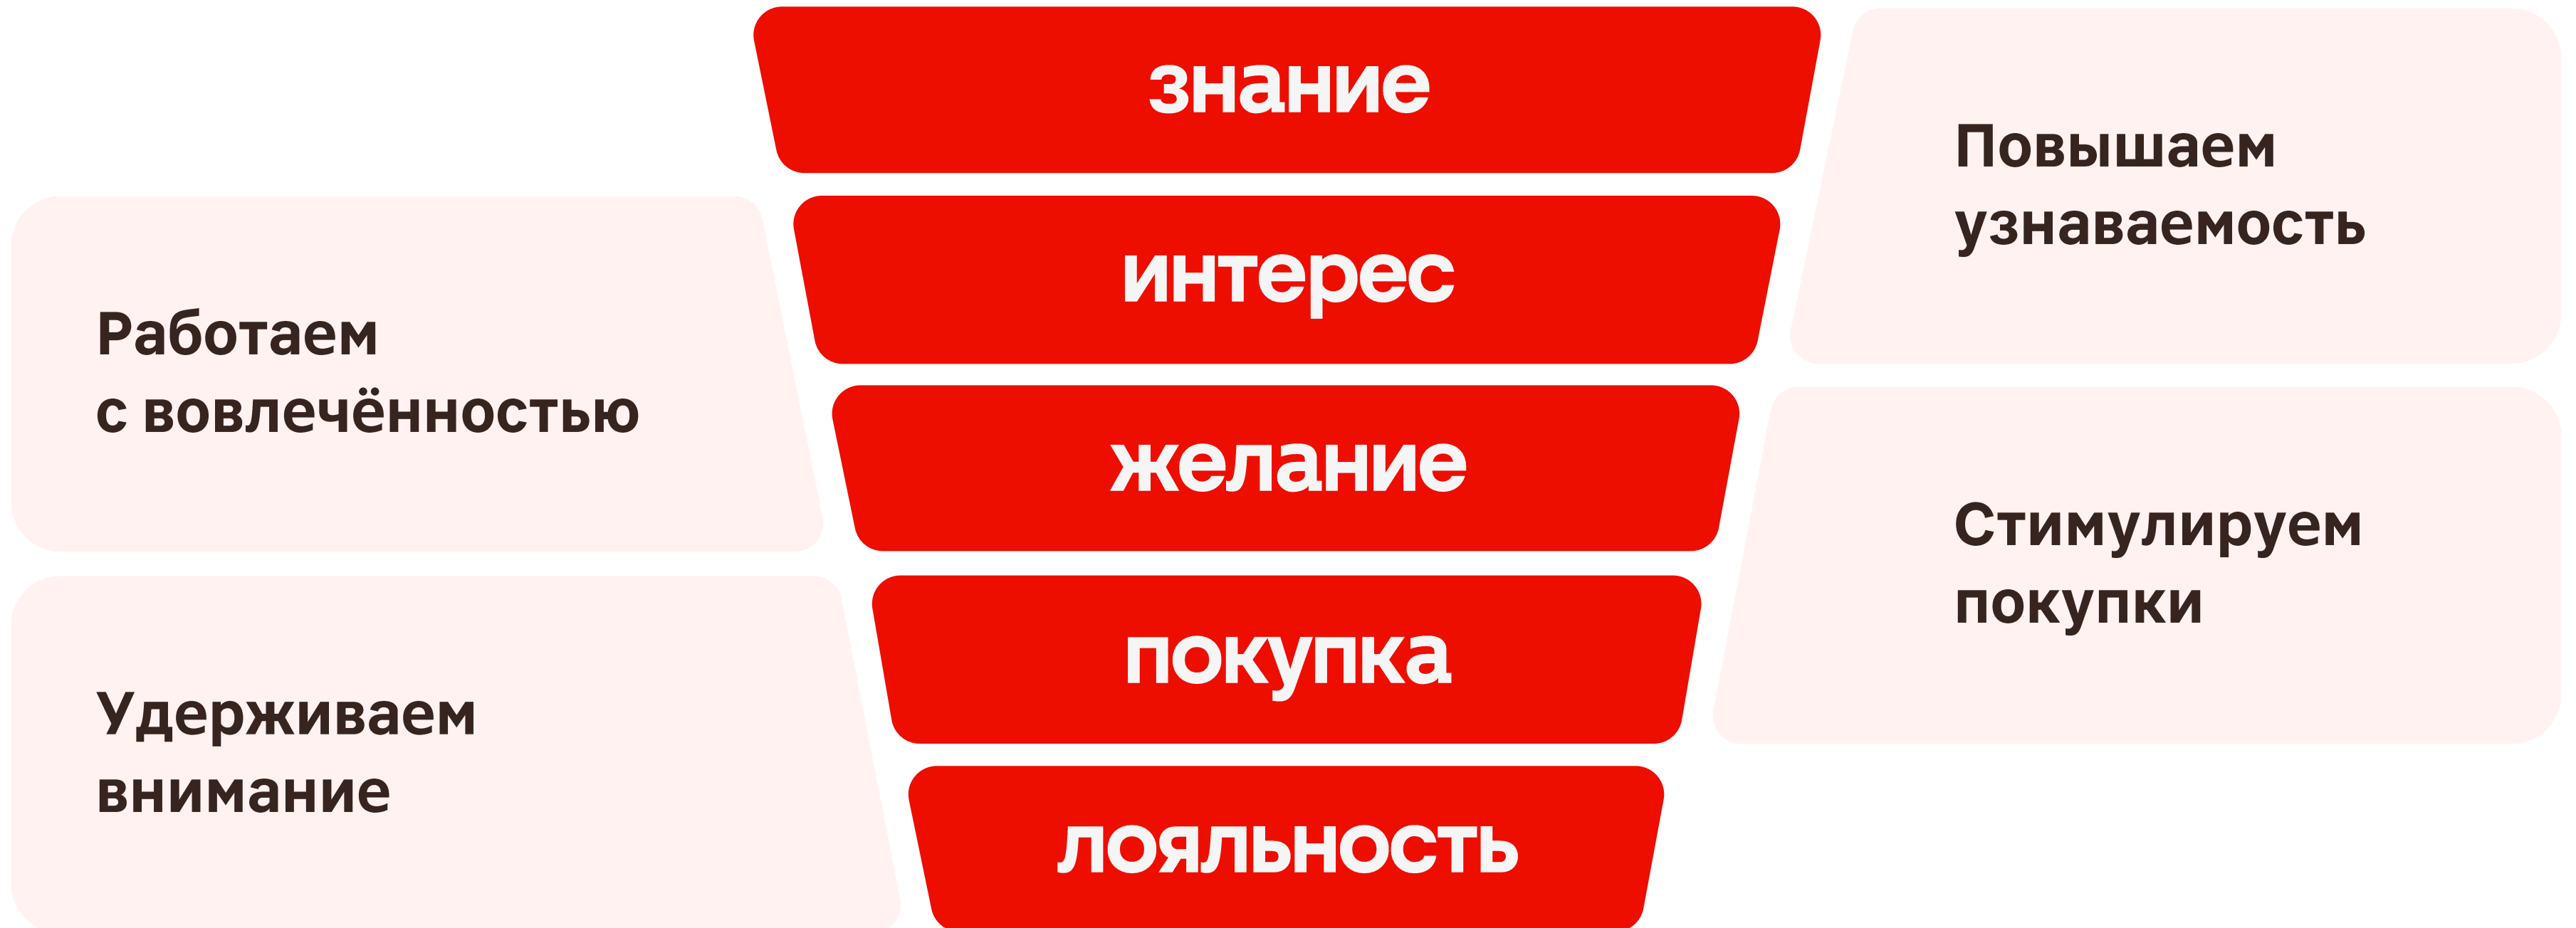 знание
Повышаем
узнаваемость
интерес
Работаем
с вовлечённостью
желание
Стимулируем
покупки
покупка
Удерживаем
внимание
лояльность